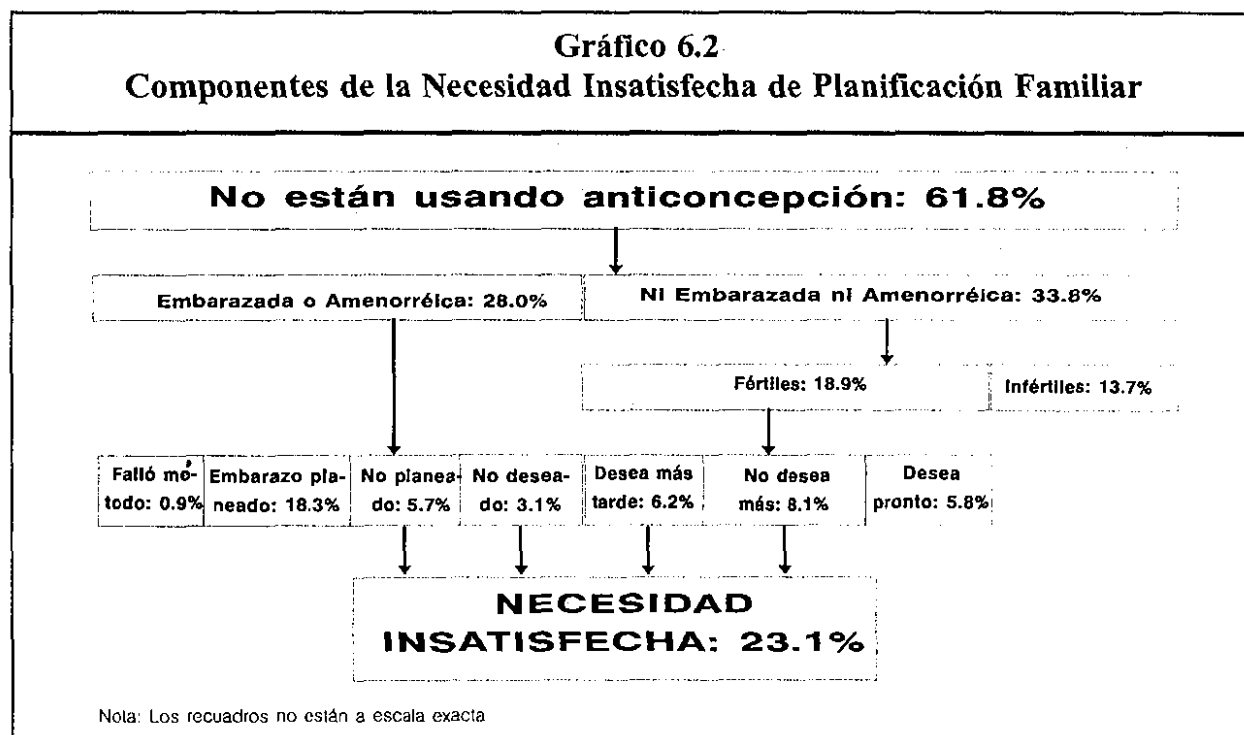 Gráfico 6.2
Componentes de la Necesidad Insatisfecha de Planificación Familiar
No están usando anticoncepción: 61.8%
Embarazada o Amenorréica: 28.0%
Ni Embarazada ni Amenorréica: 33.8%
Fértiles: 18.9%
Infértiles: 13.7%
Falló mé-
todo: 0.9%
Embarazo pla-
neado: 18.3%
No planea-
do: 5.7%
No desea-
do: 3.1%
Desea más
tarde: 6.2%
No desea
más: 8.1%
Desea
pronto: 5.8%
NECESIDAD
INSATISFECHA: 23.1%
Nota: Los recuadros no están a escala exacta